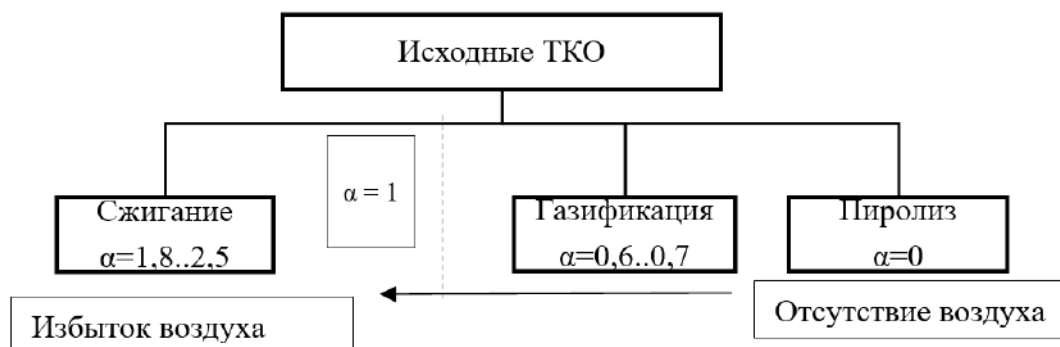 Исходные ТКО
α = 1
Сжигание
α=1,8..2,5
Газификация
α=0,6..0,7
Пиролиз
α=0
Избыток воздуха
Отсутствие воздуха